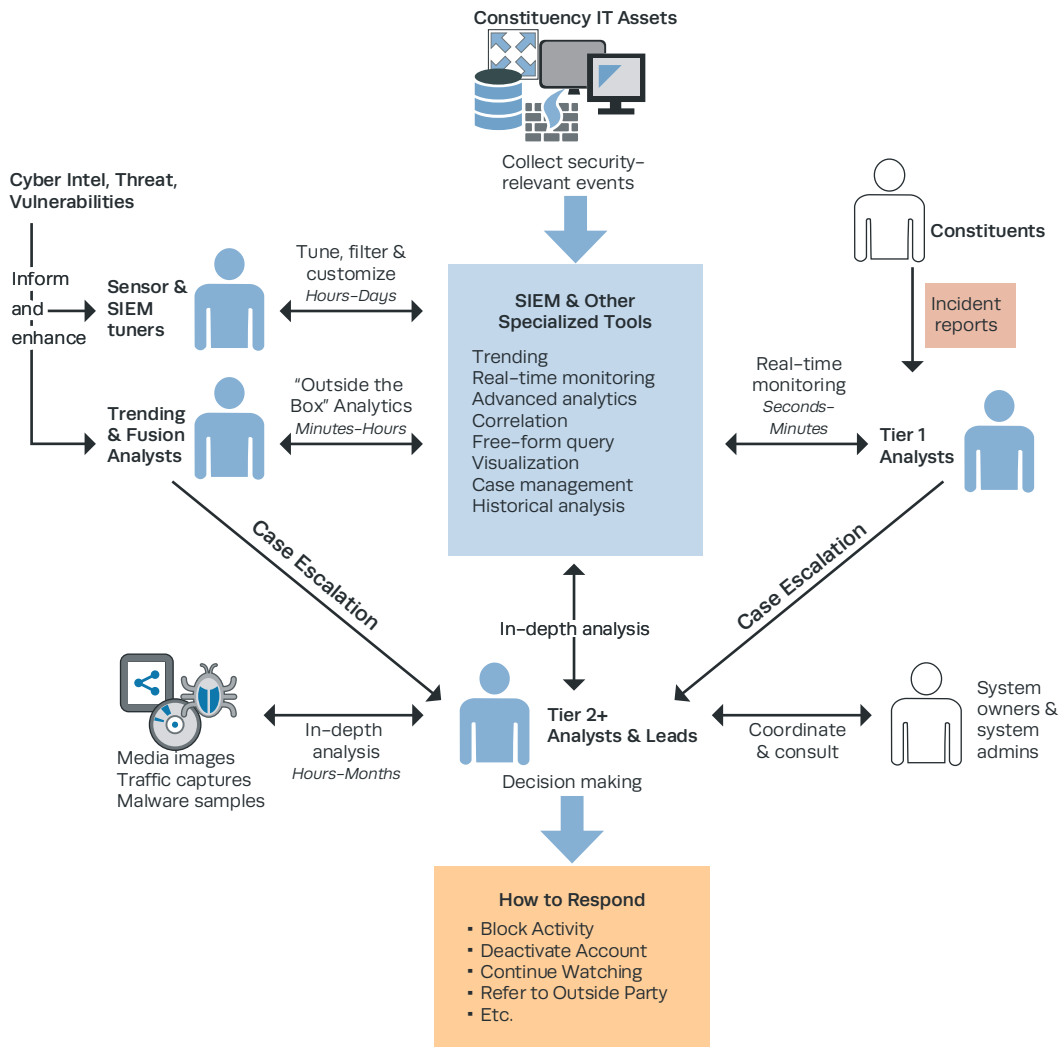 Constituency IT Assets
Collect security-
relevant events
Cyber Intel, Threat,
Vulnerabilities
Inform
and
enhance
Sensor &
SIEM
tuners
Tune, filter &
customize
Hours-Days
Trending
& Fusion
Analysts
"Outside the
Box" Analytics
Minutes-Hours
SIEM & Other
Specialized Tools
Trending
Real-time monitoring
Advanced analytics
Correlation
Free-form query
Visualization
Case management
Historical analysis
Constituents
Incident
reports
Real-time
monitoring
Seconds-
Minutes
Tier 1
Analysts
Case Escalation
Case Escalation
In-depth analysis
Media images
Traffic captures
Malware samples
In-depth
analysis
Hours-Months
Tier 2+
Analysts & Leads
Decision making
Coordinate
& consult
System
owners &
system
admins
How to Respond
▪ Block Activity
▪ Deactivate Account
▪ Continue Watching
▪ Refer to Outside Party
▪ Etc.